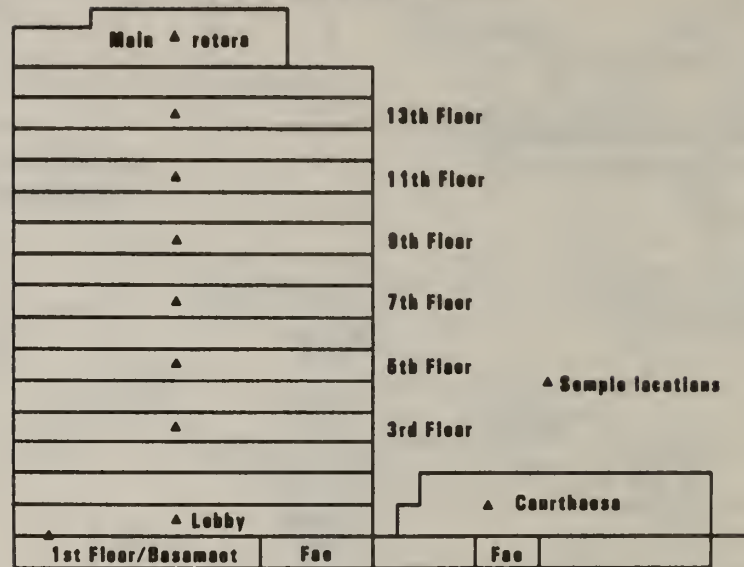 Main ▲ return
13th Floor
11th Floor
9th Floor
7th Floor
5th Floor
▲ Sample locations
3rd Floor
▲ Courthouse
▲ Lobby
1st Floor/Basement Fan Fan